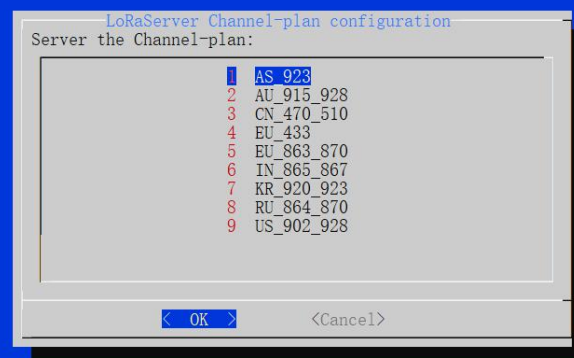 LoRaServer Channel-plan configuration
Server the Channel-plan:
1 AS_923
2 AU_915_928
3 CN_470_510
4 EU_433
5 EU_863_870
6 IN_865_867
7 KR_920_923
8 RU_864_870
9 US_902_928
< OK > <Cancel>